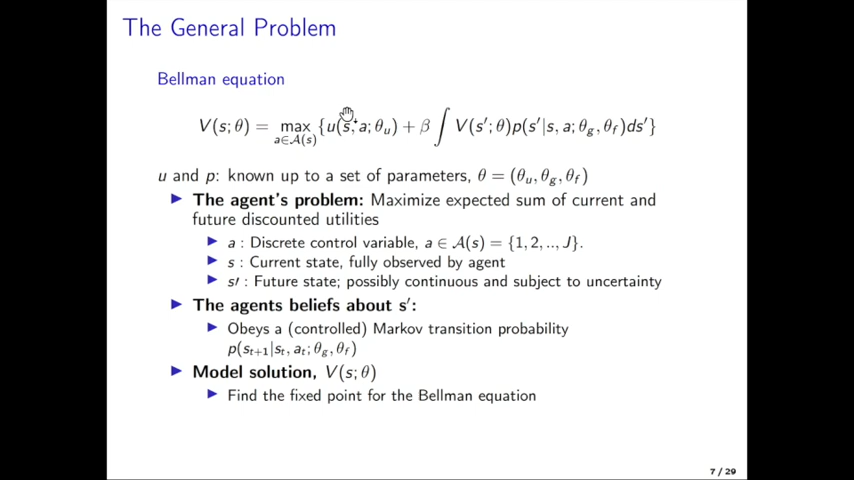 The General Problem
Bellman equation
V(s; θ) = max_{a∈𝒜(s)} {u(s, a; θ_u) + β ∫ V(s′; θ)p(s′|s, a; θ_g, θ_f)ds′}
u and p: known up to a set of parameters, θ = (θ_u, θ_g, θ_f)
▶ The agent's problem: Maximize expected sum of current and
future discounted utilities
▶ a : Discrete control variable, a ∈ 𝒜(s) = {1, 2, .., J}.
▶ s : Current state, fully observed by agent
▶ s′ : Future state; possibly continuous and subject to uncertainty
▶ The agents beliefs about s′:
▶ Obeys a (controlled) Markov transition probability
p(s_{t+1}|s_t, a_t; θ_g, θ_f)
▶ Model solution, V(s; θ)
▶ Find the fixed point for the Bellman equation
7 / 29